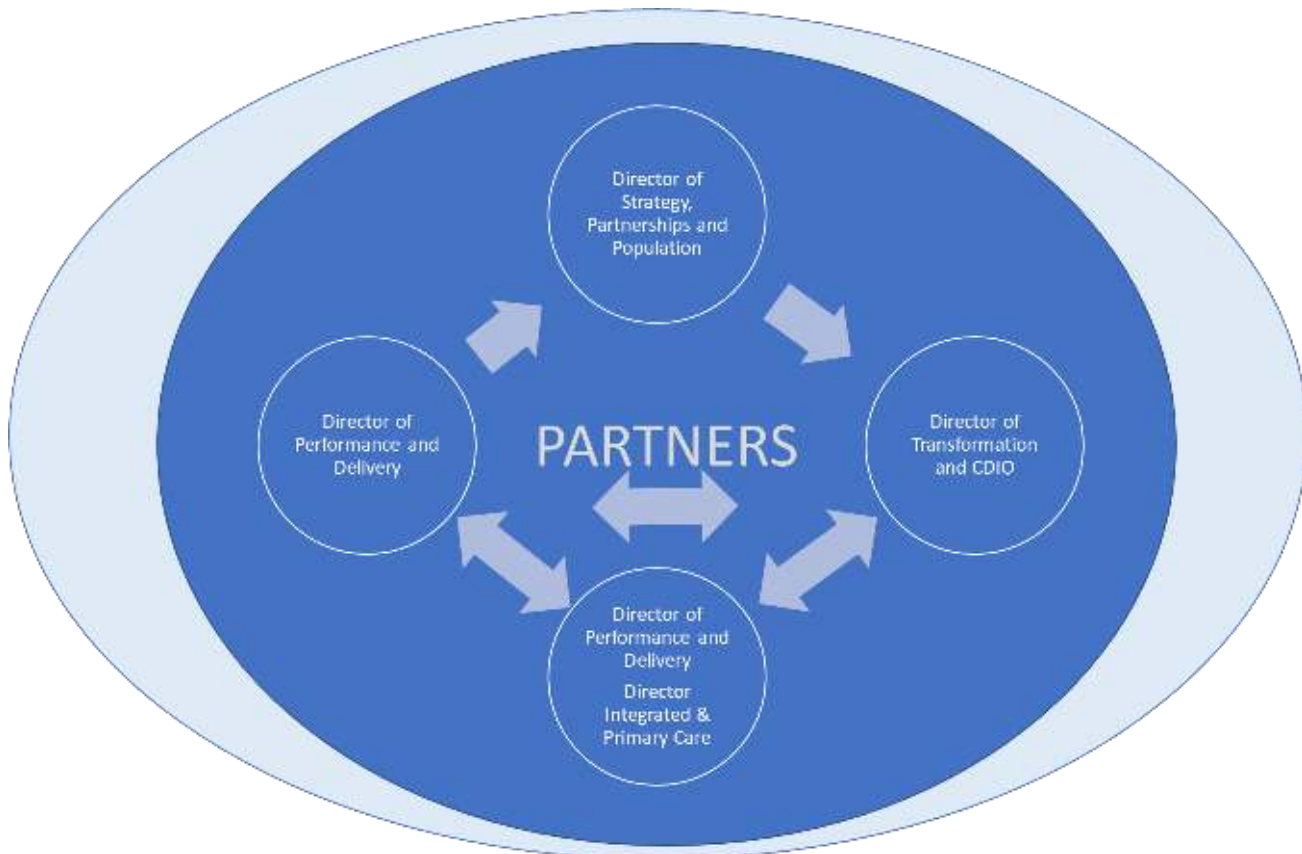 Director of
Strategy,
Partnerships and
Population
Director of
Performance and
Delivery
PARTNERS
Director of
Transformation
and CDIO
Director of
Performance and
Delivery
Director
Integrated &
Primary Care